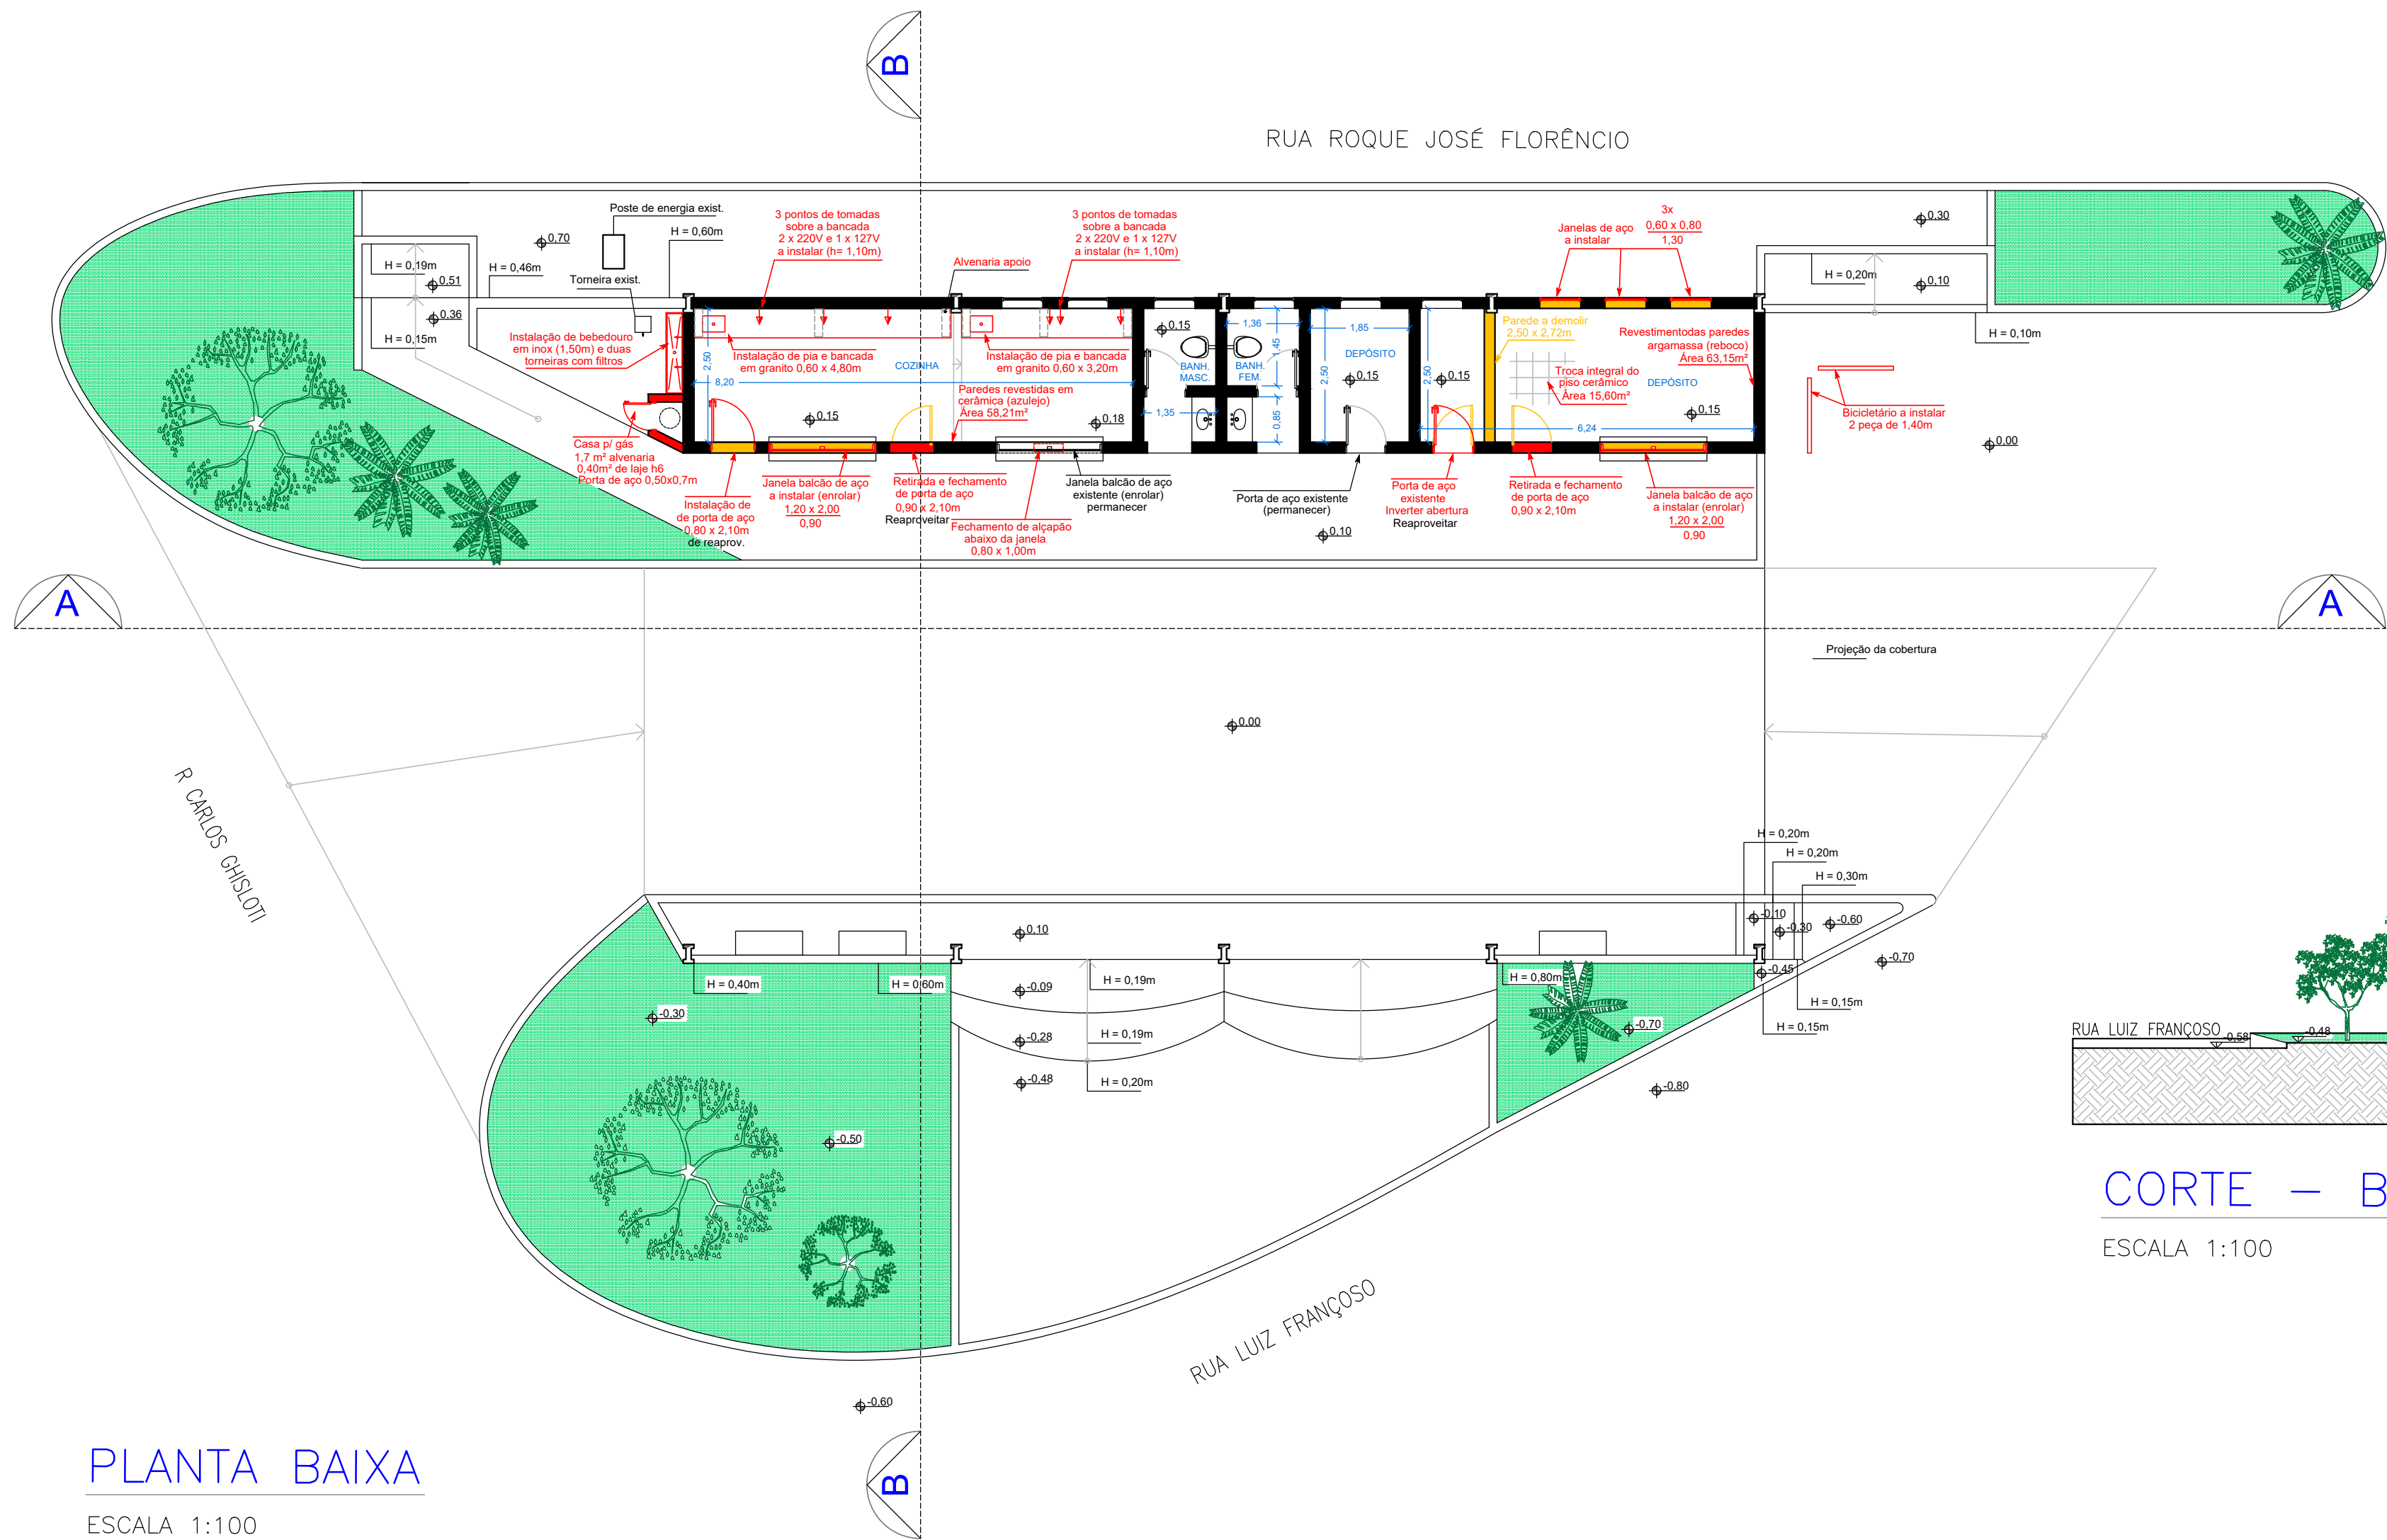 B
RUA ROQUE JOSÉ FLORÊNCIO
Poste de energia exist.
0,70
H = 0,60m
H = 0,19m
0,51
H = 0,46m
Torneira exist.
0,36
H = 0,15m
3 pontos de tomadas
sobre a bancada
2 x 220V e 1 x 127V
a instalar (h= 1,10m)
Alvenaria apoio
3 pontos de tomadas
sobre a bancada
2 x 220V e 1 x 127V
a instalar (h= 1,10m)
Janelas de aço
a instalar
3x
0,60 x 0,80
1,30
0,30
H = 0,20m
0,10
H = 0,10m
Instalação de bebedouro
em inox (1,50m) e duas
torneiras com filtros
2,50
Instalação de pia e bancada
em granito 0,60 x 4,80m
COZINHA
Instalação de pia e bancada
em granito 0,60 x 3,20m
8,20
0,15
Paredes revestidas em
cerâmica (azulejo)
Área 58,21m²
0,18
0,15
BANH.
MASC.
1,35
1,36
1,45
BANH.
FEM.
0,85
1,85
DEPÓSITO
2,50
0,15
2,50
0,15
Parede a demolir
2,50 x 2,72m
Revestimentodas paredes
argamassa (reboco)
Área 63,15m²
Troca integral do
piso cerâmico
Área 15,60m²
DEPÓSITO
0,15
6,24
Bicicletário a instalar
2 peça de 1,40m
0,00
Casa p/ gás
1,7 m² alvenaria
0,40m² de laje h6
Porta de aço 0,50x0,7m
Instalação de
de porta de aço
0,80 x 2,10m
de reaprov.
Janela balcão de aço
a instalar (enrolar)
1,20 x 2,00
0,90
Retirada e fechamento
de porta de aço
0,90 x 2,10m
Reaproveitar
Fechamento de alçapão
abaixo da janela
0,80 x 1,00m
Janela balcão de aço
existente (enrolar)
permanecer
Porta de aço existente
(permanecer)
0,10
Porta de aço
existente
Inverter abertura
Reaproveitar
Retirada e fechamento
de porta de aço
0,90 x 2,10m
Janela balcão de aço
a instalar (enrolar)
1,20 x 2,00
0,90
A
A
Projeção da cobertura
0,00
R CARLOS GHISLOTI
H = 0,20m
H = 0,20m
H = 0,30m
-0,10
-0,30
-0,60
0,10
-0,70
-0,45
H = 0,40m
H = 0,60m
-0,09
H = 0,19m
H = 0,80m
H = 0,15m
-0,30
-0,28
H = 0,19m
-0,70
H = 0,15m
-0,48
H = 0,20m
-0,80
-0,50
RUA LUIZ FRANÇOSO
-0,58
-0,48
CORTE - B
ESCALA 1:100
RUA LUIZ FRANÇOSO
-0,60
B
PLANTA BAIXA
ESCALA 1:100